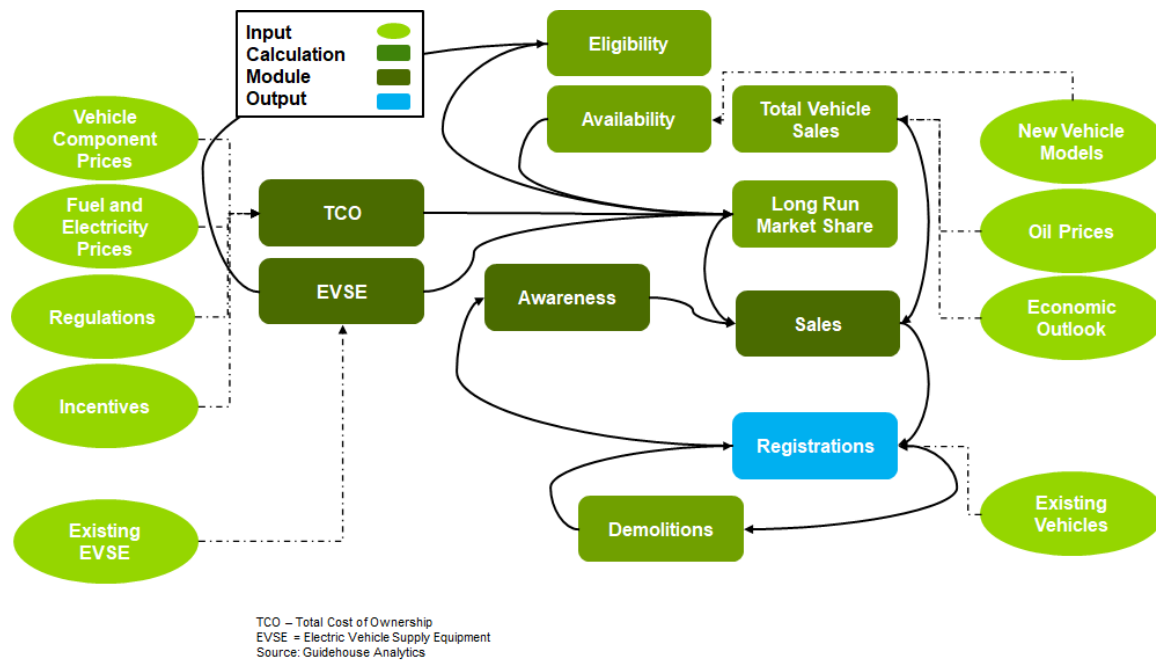 Input
Calculation
Module
Output
Eligibility
Availability
Total Vehicle
Sales
Vehicle
Component
Prices
New Vehicle
Models
Fuel and
Electricity
Prices
TCO
Long Run
Market Share
Oil Prices
EVSE
Awareness
Regulations
Sales
Economic
Outlook
Incentives
Registrations
Existing
EVSE
Demolitions
Existing
Vehicles
TCO – Total Cost of Ownership
EVSE = Electric Vehicle Supply Equipment
Source: Guidehouse Analytics